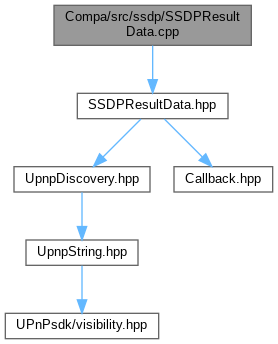 Compa/src/ssdp/SSDPResult
Data.cpp
SSDPResultData.hpp
UpnpDiscovery.hpp
Callback.hpp
UpnpString.hpp
UPnPsdk/visibility.hpp